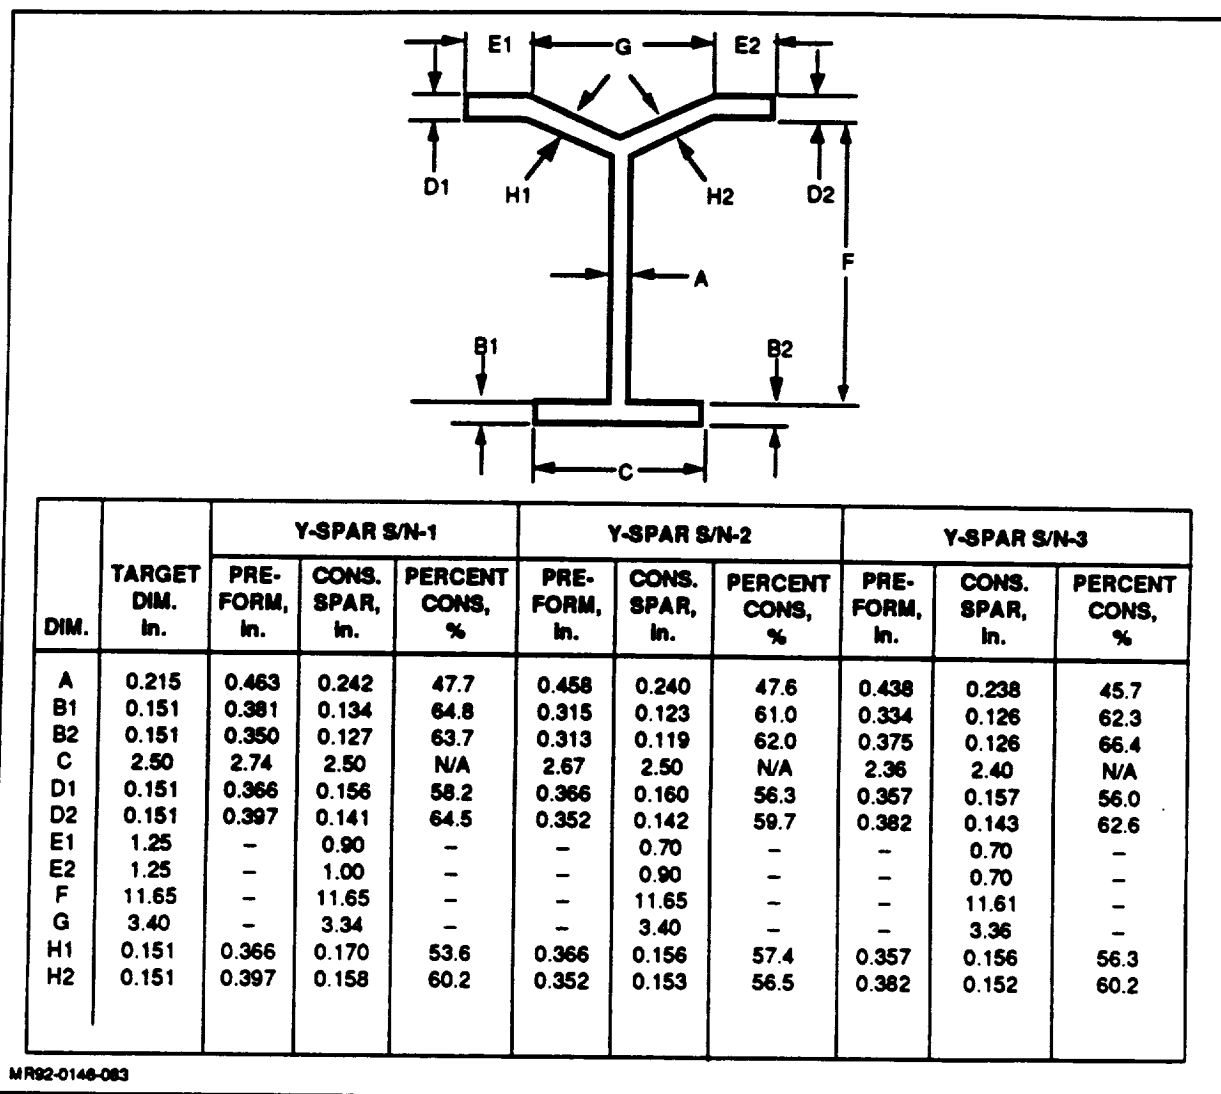 E1 G E2
D1 H1 H2 D2
F
A
B1 B2
C
Y-SPAR S/N-1 Y-SPAR S/N-2 Y-SPAR S/N-3
DIM. TARGET DIM. in. PRE-FORM, in. CONS. SPAR, in. PERCENT CONS, % PRE-FORM, in. CONS. SPAR, in. PERCENT CONS, % PRE-FORM, in. CONS. SPAR, in. PERCENT CONS, %
A 0.215 0.463 0.242 47.7 0.458 0.240 47.6 0.438 0.238 45.7
B1 0.151 0.381 0.134 64.8 0.315 0.123 61.0 0.334 0.126 62.3
B2 0.151 0.350 0.127 63.7 0.313 0.119 62.0 0.375 0.126 66.4
C 2.50 2.74 2.50 N/A 2.67 2.50 N/A 2.36 2.40 N/A
D1 0.151 0.366 0.156 58.2 0.366 0.160 56.3 0.357 0.157 56.0
D2 0.151 0.397 0.141 64.5 0.352 0.142 59.7 0.382 0.143 62.6
E1 1.25 – 0.90 – – 0.70 – – 0.70 –
E2 1.25 – 1.00 – – 0.90 – – 0.70 –
F 11.65 – 11.65 – – 11.65 – – 11.61 –
G 3.40 – 3.34 – – 3.40 – – 3.36 –
H1 0.151 0.366 0.170 53.6 0.366 0.156 57.4 0.357 0.156 56.3
H2 0.151 0.397 0.158 60.2 0.352 0.153 56.5 0.382 0.152 60.2
MR92-0146-083